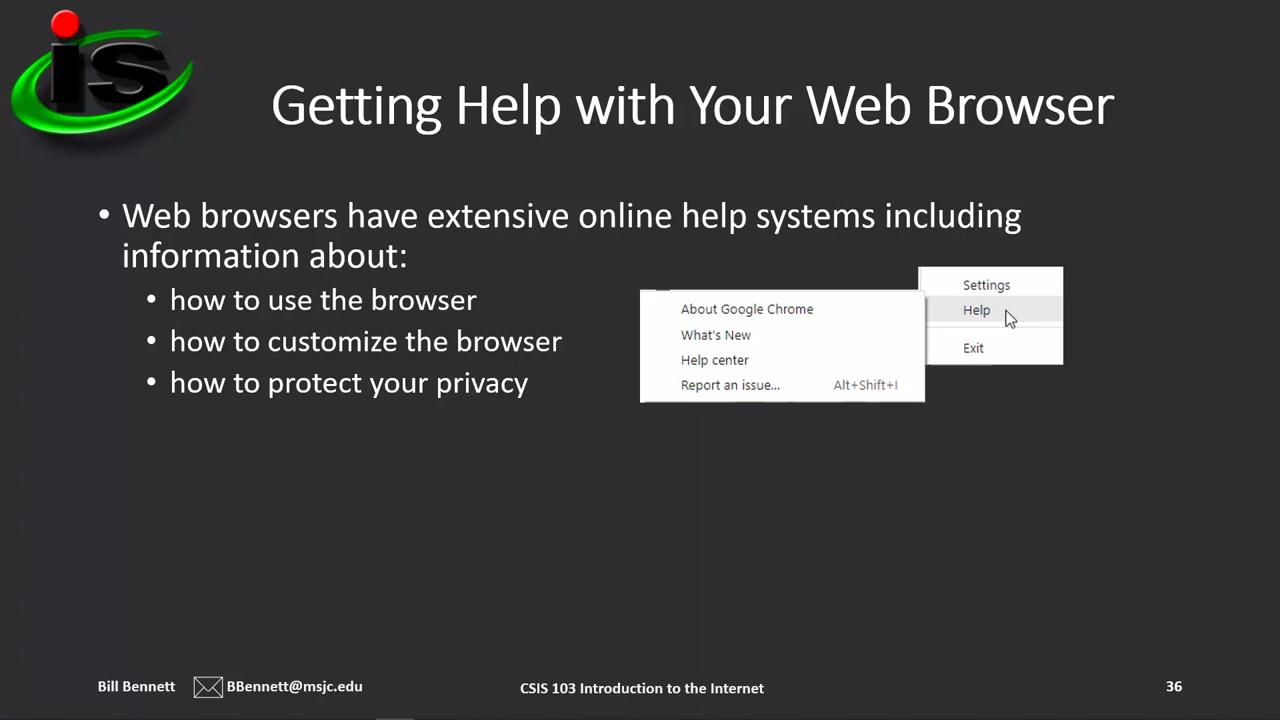 is
Getting Help with Your Web Browser
• Web browsers have extensive online help systems including
information about:
• how to use the browser
• how to customize the browser
• how to protect your privacy
Settings
Help
Exit
About Google Chrome
What's New
Help center
Report an issue... Alt+Shift+I
Bill Bennett BBennett@msjc.edu
CSIS 103 Introduction to the Internet
36